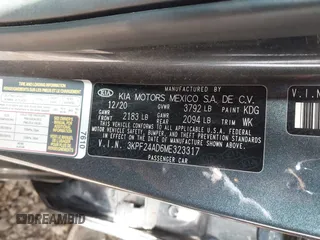 KIA KIA MOTORS MEXICO S.A. DE C.V.
12/20 GVWR 3792 LB PAINT KDG
GAWR FRONT 2183 LB GAWR REAR 2094 LB TRIM WK
THIS VEHICLE CONFORMS TO ALL APPLICABLE
FEDERAL MOTOR VEHICLE SAFETY, BUMPER,
AND THEFT PREVENTION STANDARDS IN EFFECT ON
THE DATE OF MANUFACTURE SHOWN ABOVE.
V.I.N. 3KPF24AD6ME323317
PASSENGER CAR
7610
V.I.N
DREAMBID